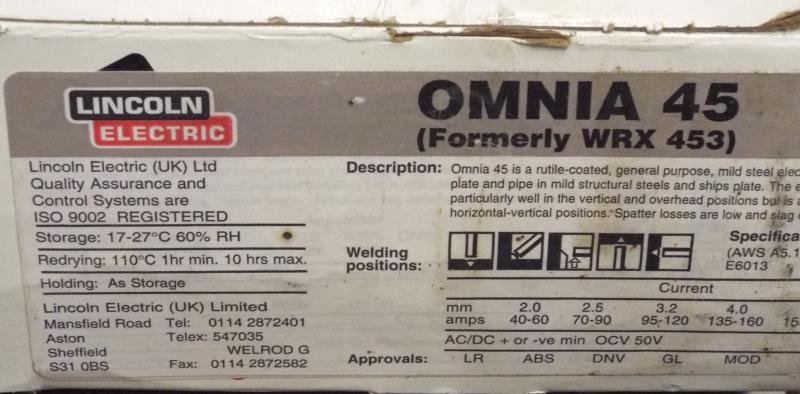 LINCOLN
ELECTRIC
OMNIA 45
(Formerly WRX 453)
Lincoln Electric (UK) Ltd
Quality Assurance and
Control Systems are
ISO 9002 REGISTERED
Storage: 17-27°C 60% RH
Redrying: 110°C 1hr min. 10 hrs max.
Holding: As Storage
Lincoln Electric (UK) Limited
Mansfield Road Tel: 0114 2872401
Aston Telex: 547035
Sheffield WELROD G
S31 0BS Fax: 0114 2872582
Description: Omnia 45 is a rutile-coated, general purpose, mild steel elec
plate and pipe in mild structural steels and ships plate. The e
particularly well in the vertical and overhead positions but is a
horizontal-vertical positions. Spatter losses are low and slag
Welding
positions:
Specifica
(AWS A5.1
E6013
Current
mm 2.0 2.5 3.2 4.0
amps 40-60 70-90 95-120 135-160 15
AC/DC + or -ve min OCV 50V
Approvals: LR ABS DNV GL MOD